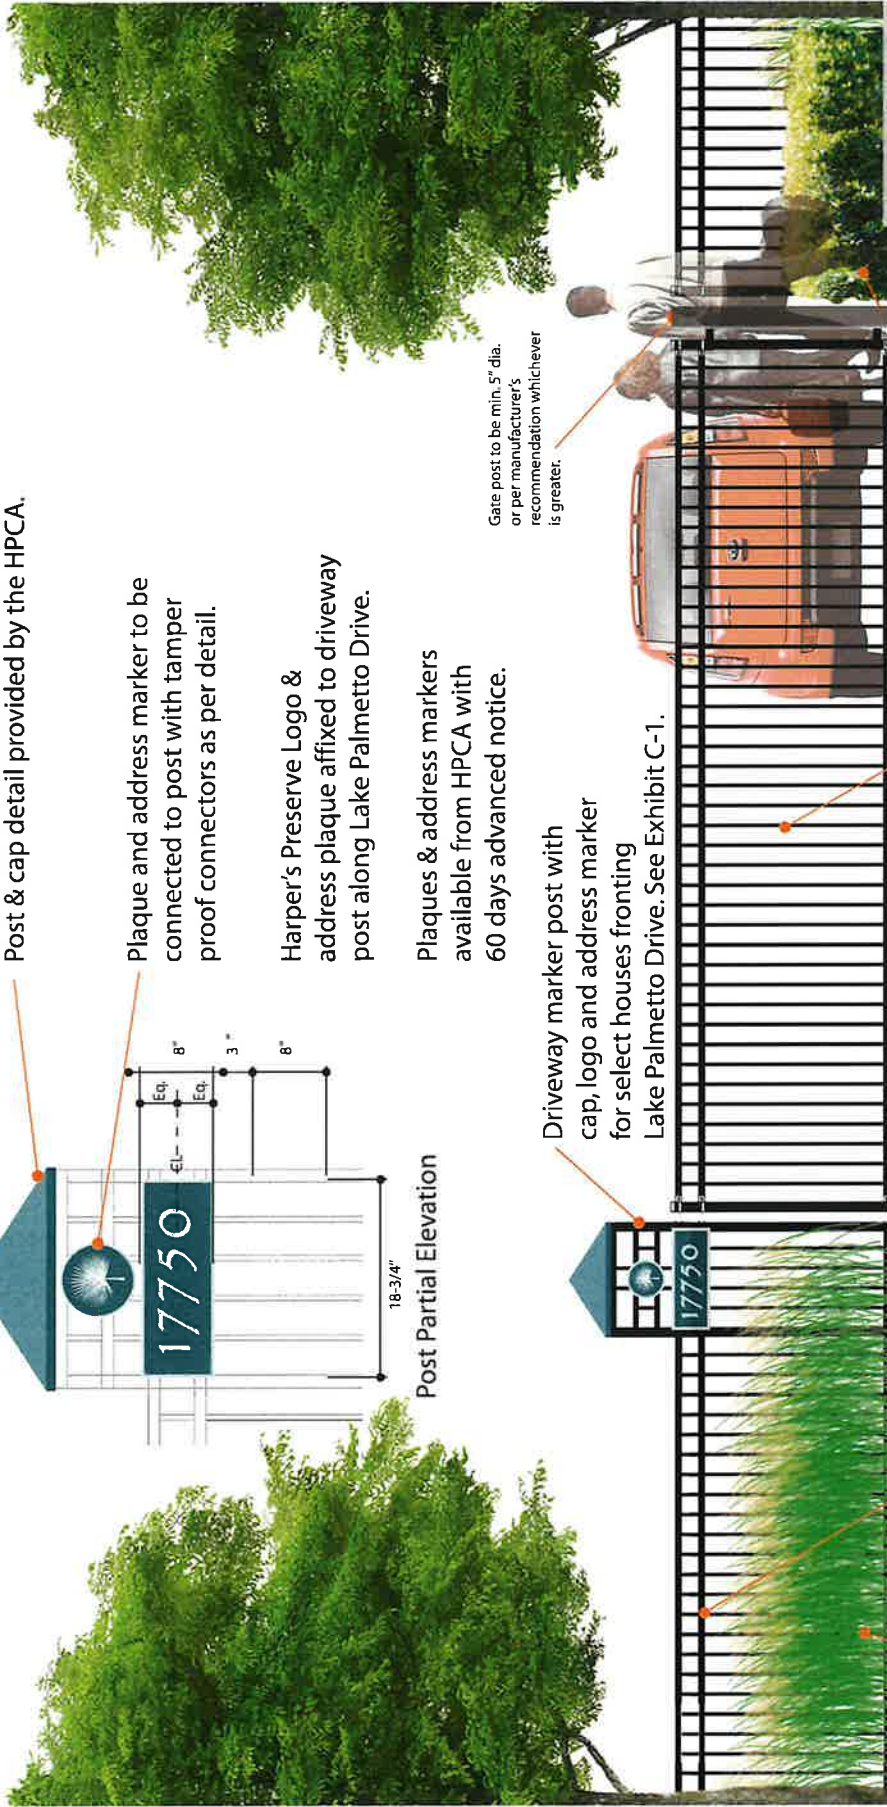 Post & cap detail provided by the HPCA.
Plaque and address marker to be
connected to post with tamper
proof connectors as per detail.
Harper's Preserve Logo &
address plaque affixed to driveway
post along Lake Palmetto Drive.
Plaques & address markers
available from HPCA with
60 days advanced notice.
17750
Eq.
Eq.
CL
8"
3 "
8"
18-3/4"
Post Partial Elevation
Driveway marker post with
cap, logo and address marker
for select houses fronting
Lake Palmetto Drive. See Exhibit C-1.
Gate post to be min. 5" dia.
or per manufacturer's
recommendation whichever
is greater.
17750